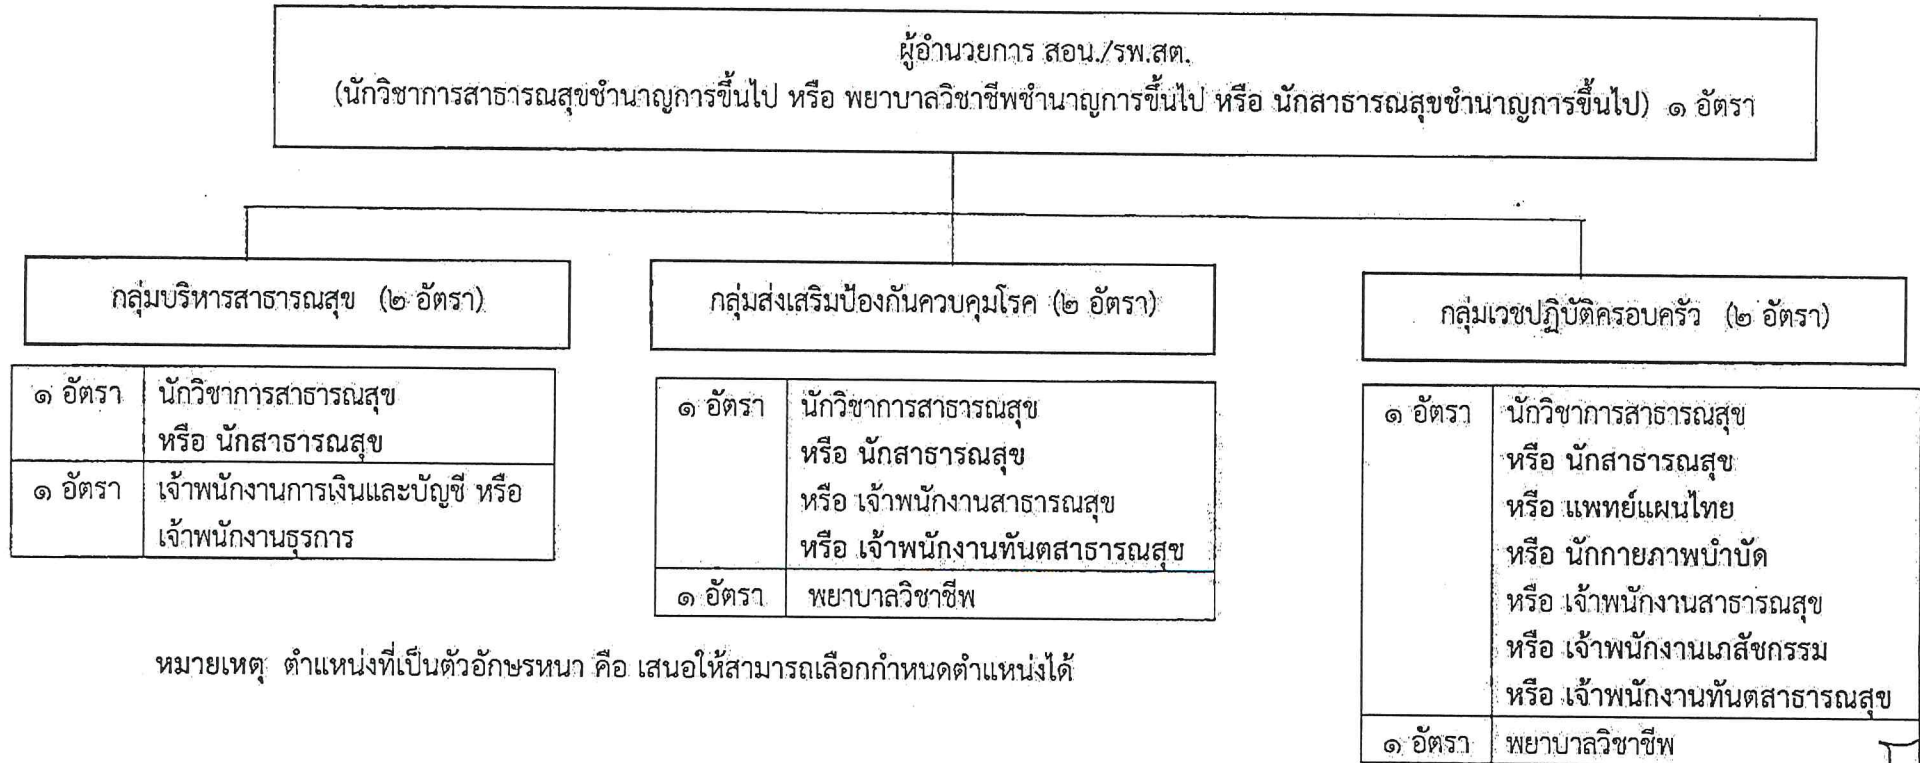 ผู้อำนวยการ สอน./รพ.สต.
(นักวิชาการสาธารณสุขชำนาญการขึ้นไป หรือ พยาบาลวิชาชีพชำนาญการขึ้นไป หรือ นักสาธารณสุขชำนาญการขึ้นไป) ๑ อัตรา
กลุ่มบริหารสาธารณสุข (๒ อัตรา)
๑ อัตรา นักวิชาการสาธารณสุข
หรือ นักสาธารณสุข
๑ อัตรา เจ้าพนักงานการเงินและบัญชี หรือ
เจ้าพนักงานธุรการ
กลุ่มส่งเสริมป้องกันควบคุมโรค (๒ อัตรา)
๑ อัตรา นักวิชาการสาธารณสุข
หรือ นักสาธารณสุข
หรือ เจ้าพนักงานสาธารณสุข
หรือ เจ้าพนักงานทันตสาธารณสุข
๑ อัตรา พยาบาลวิชาชีพ
กลุ่มเวชปฏิบัติครอบครัว (๒ อัตรา)
๑ อัตรา นักวิชาการสาธารณสุข
หรือ นักสาธารณสุข
หรือ แพทย์แผนไทย
หรือ นักกายภาพบำบัด
หรือ เจ้าพนักงานสาธารณสุข
หรือ เจ้าพนักงานเภสัชกรรม
หรือ เจ้าพนักงานทันตสาธารณสุข
๑ อัตรา พยาบาลวิชาชีพ
หมายเหตุ ตำแหน่งที่เป็นตัวอักษรหนา คือ เสนอให้สามารถเลือกกำหนดตำแหน่งได้